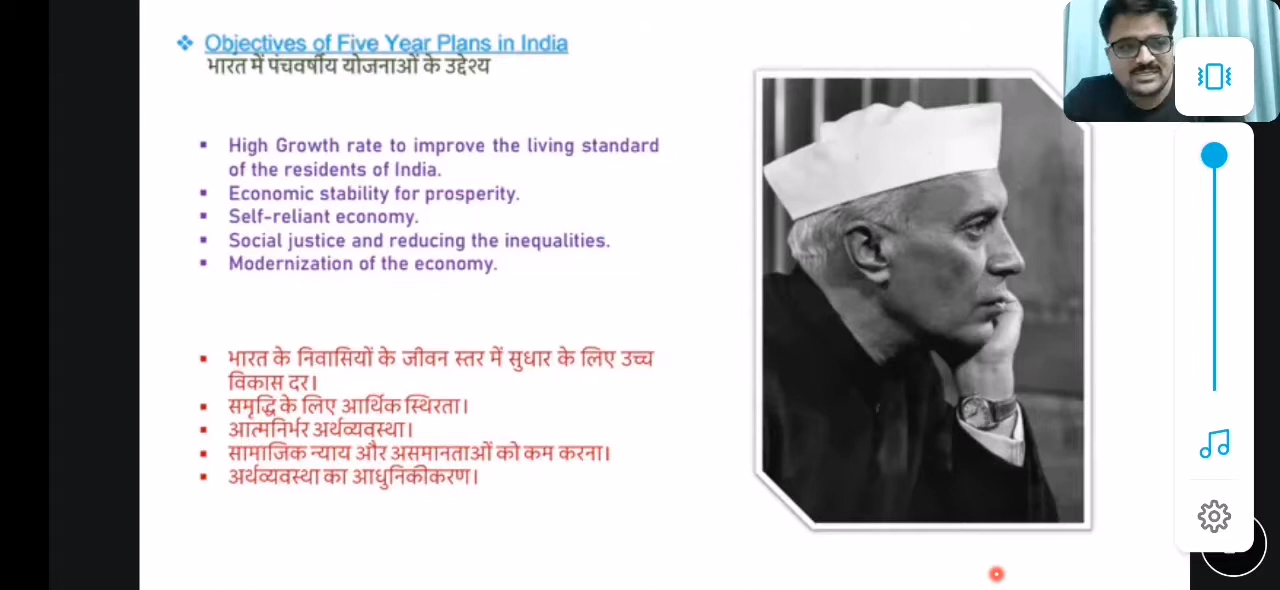 Objectives of Five Year Plans in India
भारत में पंचवर्षीय योजनाओं के उद्देश्य
High Growth rate to improve the living standard
of the residents of India.
Economic stability for prosperity.
Self-reliant economy.
Social justice and reducing the inequalities.
Modernization of the economy.
भारत के निवासियों के जीवन स्तर में सुधार के लिए उच्च
विकास दर।
समृद्धि के लिए आर्थिक स्थिरता।
आत्मनिर्भर अर्थव्यवस्था।
सामाजिक न्याय और असमानताओं को कम करना।
अर्थव्यवस्था का आधुनिकीकरण।